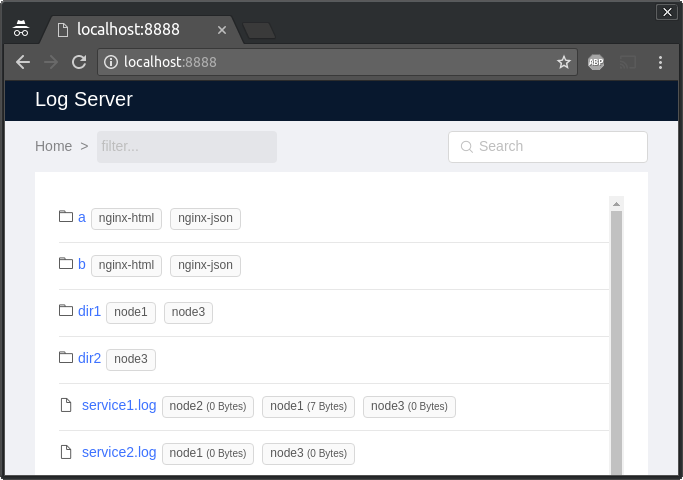 localhost:8888
localhost:8888
ABP
Log Server
Home > filter... Search
a nginx-html nginx-json
b nginx-html nginx-json
dir1 node1 node3
dir2 node3
service1.log node2 (0 Bytes) node1 (7 Bytes) node3 (0 Bytes)
service2.log node1 (0 Bytes) node3 (0 Bytes)